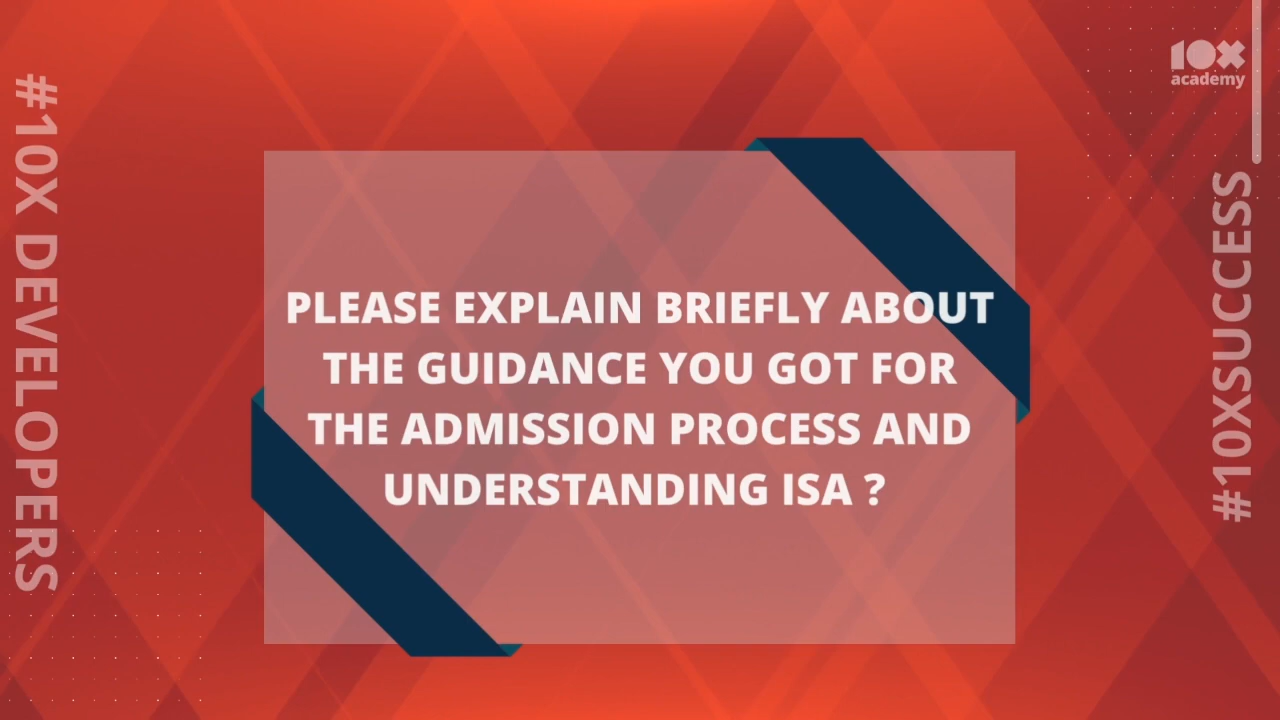 #10X DEVELOPERS
10x
academy
PLEASE EXPLAIN BRIEFLY ABOUT
THE GUIDANCE YOU GOT FOR
THE ADMISSION PROCESS AND
UNDERSTANDING ISA ?
#10XSUCCESS